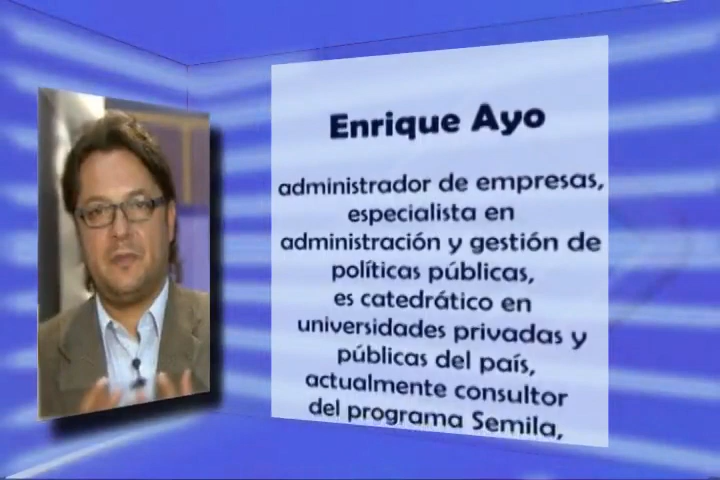 Enrique Ayo
administrador de empresas,
especialista en
administración y gestión de
políticas públicas,
es catedrático en
universidades privadas y
públicas del país,
actualmente consultor
del programa Semila,